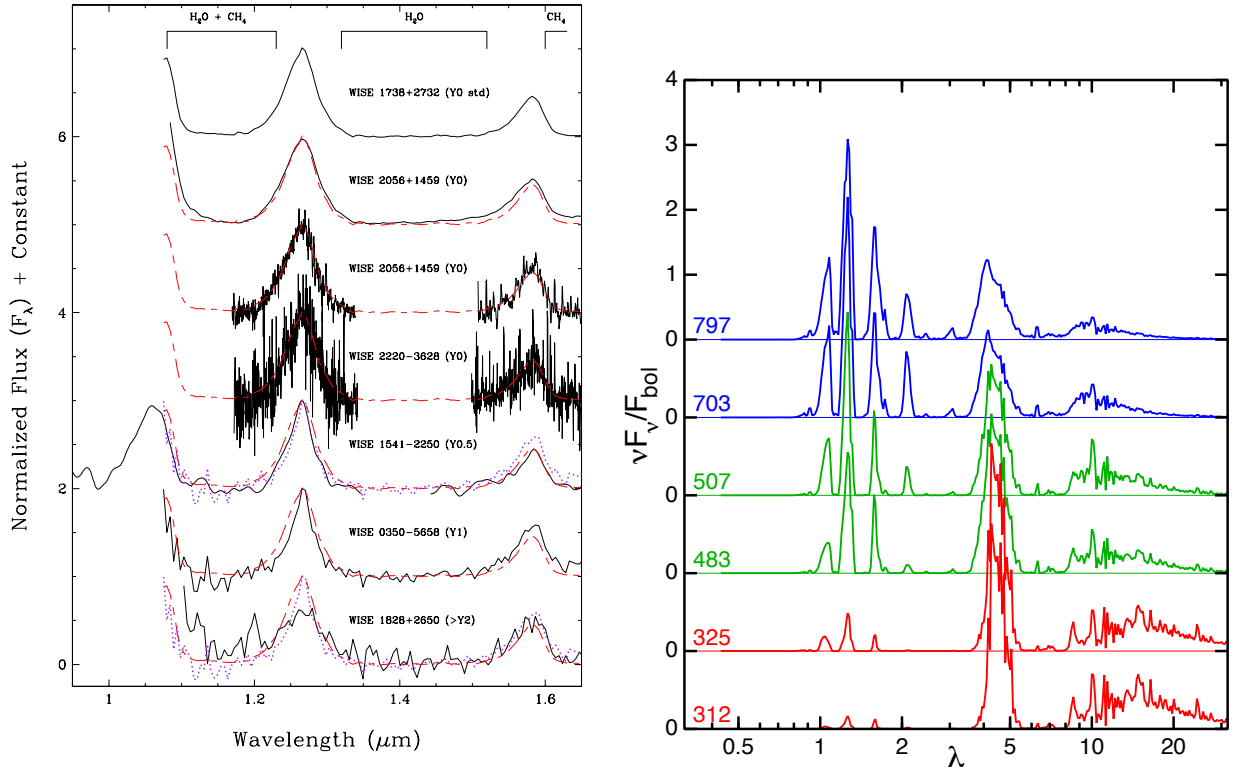 H₂O + CH₄
H₂O
CH₄
WISE 1738+2732 (Y0 std)
WISE 2056+1459 (Y0)
WISE 2056+1459 (Y0)
WISE 2220-3628 (Y0)
WISE 1541-2250 (Y0.5)
WISE 0350-5658 (Y1)
WISE 1828+2650 (>Y2)
Normalized Flux (F_λ) + Constant
6
4
2
0
1
1.2
1.4
1.6
Wavelength (μm)
νF_ν/F_bol
4
3
2
1
0
0
0
0
0
0
797
703
507
483
325
312
0.5
1
2
5
10
20
λ